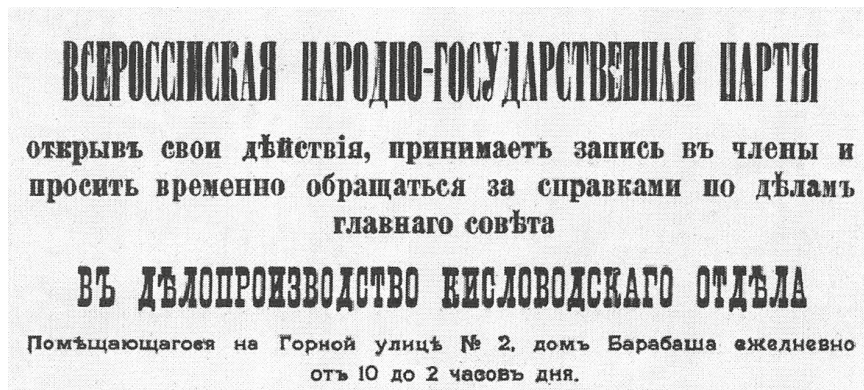 ВСЕРОССІЙСКАЯ НАРОДНО-ГОСУДАРСТВЕННАЯ ПАРТІЯ
открывъ свои дѣйствія, принимаетъ запись въ члены и
проситъ временно обращаться за справками по дѣламъ
главнаго совѣта
ВЪ ДѢЛОПРОИЗВОДСТВО КИСЛОВОДСКАГО ОТДѢЛА
Помѣщающагося на Горной улицѣ № 2, домъ Барабаша ежедневно
отъ 10 до 2 часовъ дня.